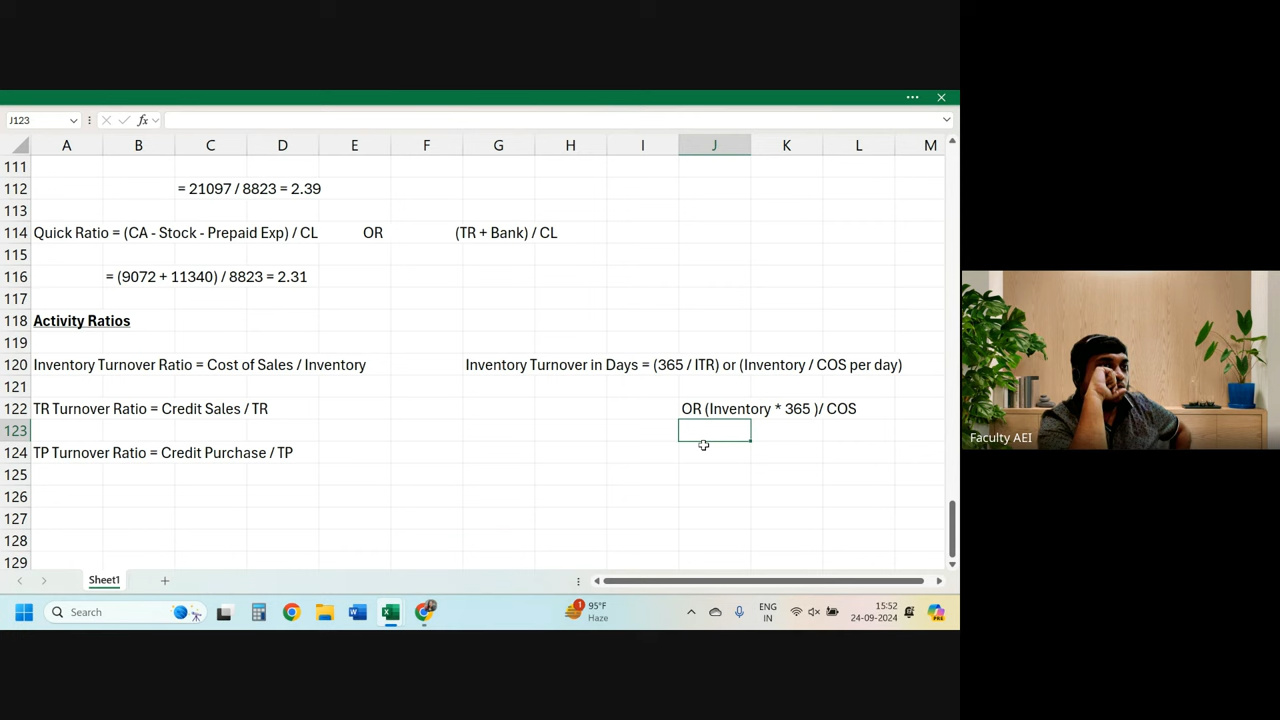 J123
fx
A B C D E F G H I J K L M
111
112 = 21097 / 8823 = 2.39
113
114 Quick Ratio = (CA - Stock - Prepaid Exp) / CL OR (TR + Bank) / CL
115
116 = (9072 + 11340) / 8823 = 2.31
117
118 Activity Ratios
119
120 Inventory Turnover Ratio = Cost of Sales / Inventory Inventory Turnover in Days = (365 / ITR) or (Inventory / COS per day)
121
122 TR Turnover Ratio = Credit Sales / TR OR (Inventory * 365 )/ COS
123
124 TP Turnover Ratio = Credit Purchase / TP
125
126
127
128
129
Faculty AEI
Sheet1
Search
1
95°F
Haze
ENG
IN
15:52
24-09-2024